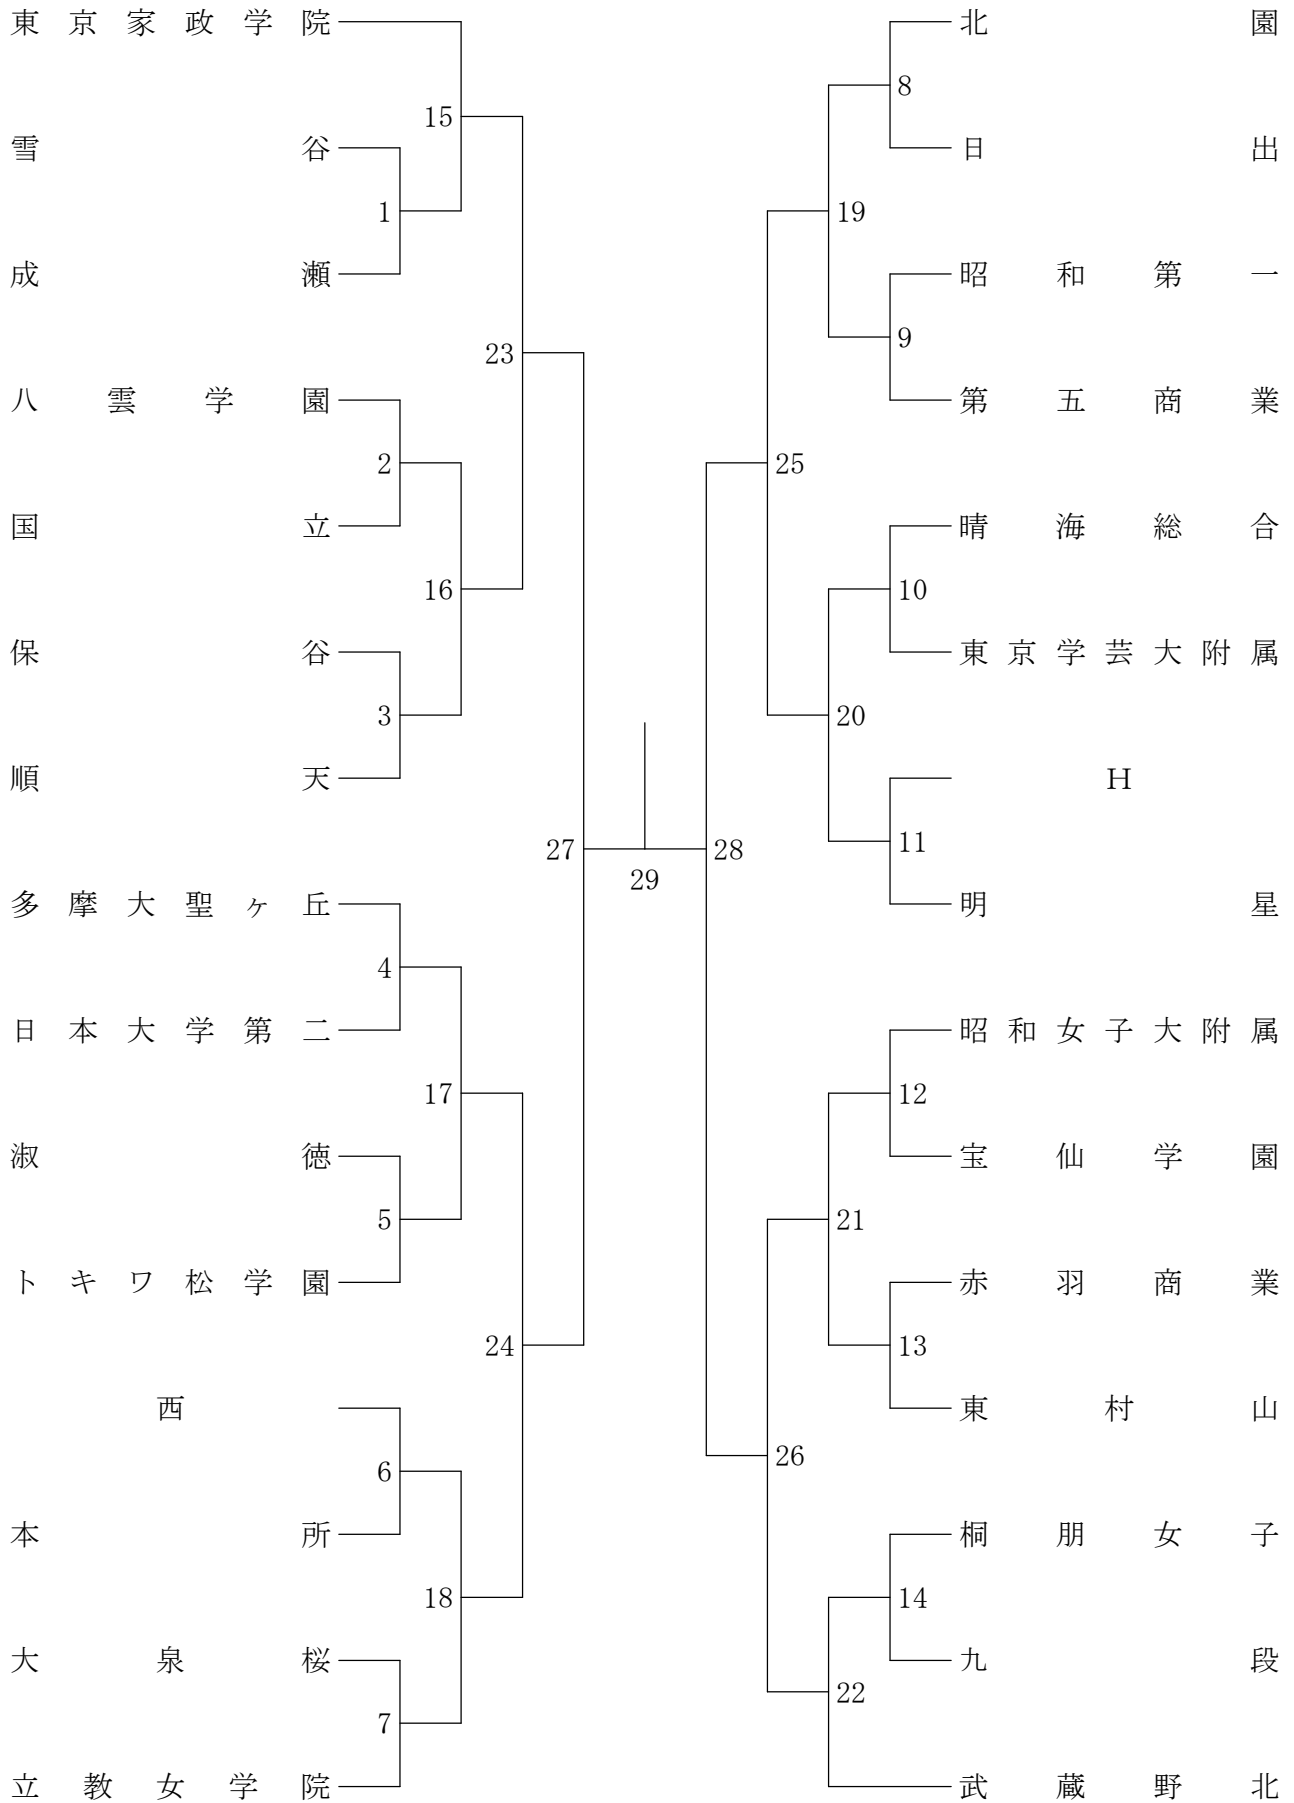 東京家政学院
雪谷
成瀬
八雲学園
国立
保谷
順天
多摩大聖ヶ丘
日本大学第二
淑徳
トキワ松学園
西
本所
大泉桜
立教女学院
1
2
3
4
5
6
7
15
16
17
18
23
24
27
29
28
25
26
19
20
21
22
8
9
10
11
12
13
14
北園
日出
昭和第一
第五商業
晴海総合
東京学芸大附属
H
明星
昭和女子大附属
宝仙学園
赤羽商業
東村山
桐朋女子
九段
武蔵野北